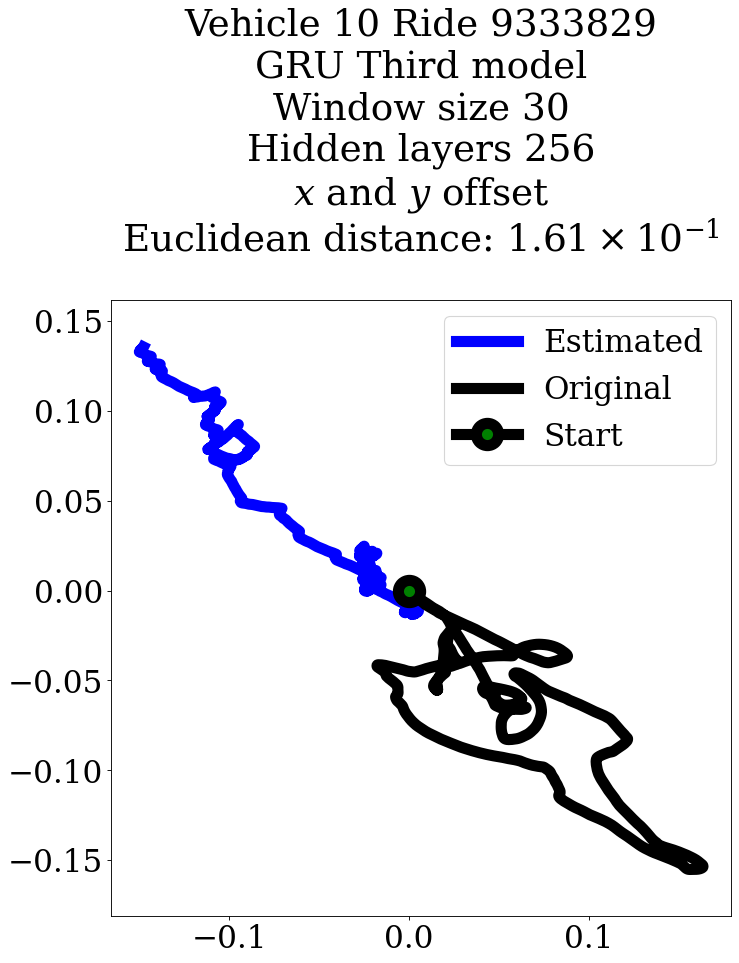 Vehicle 10 Ride 9333829
GRU Third model
Window size 30
Hidden layers 256
x and y offset
Euclidean distance: 1.61 × 10⁻¹
Estimated
Original
Start
0.15
0.10
0.05
0.00
−0.05
−0.10
−0.15
−0.1 0.0 0.1